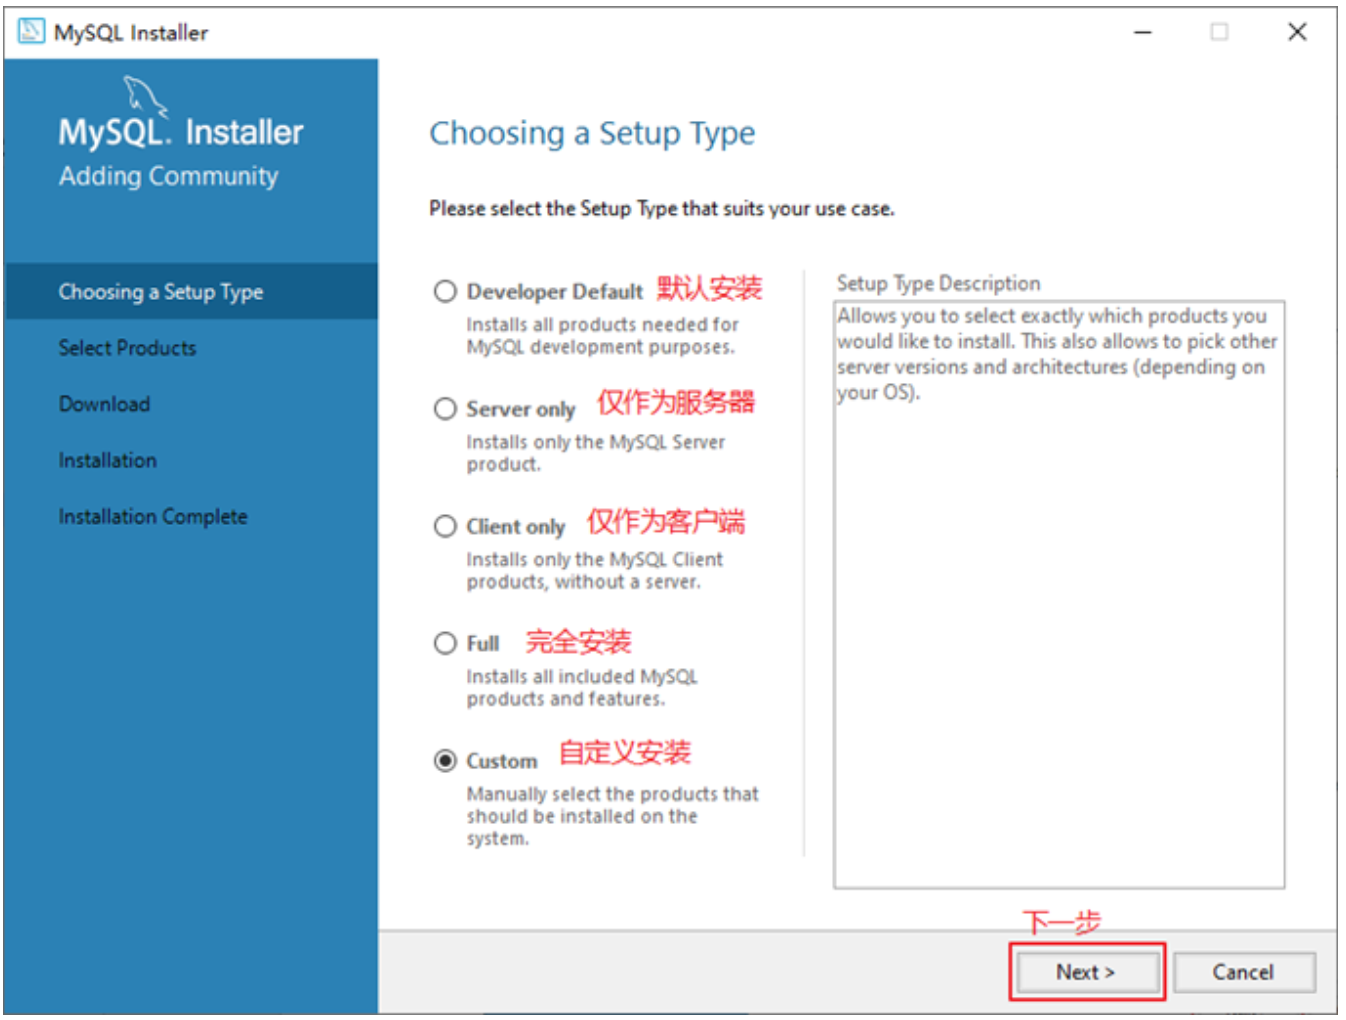 MySQL Installer
MySQL. Installer
Adding Community
Choosing a Setup Type
Select Products
Download
Installation
Installation Complete
Choosing a Setup Type
Please select the Setup Type that suits your use case.
Developer Default 默认安装
Installs all products needed for
MySQL development purposes.
Server only 仅作为服务器
Installs only the MySQL Server
product.
Client only 仅作为客户端
Installs only the MySQL Client
products, without a server.
Full 完全安装
Installs all included MySQL
products and features.
Custom 自定义安装
Manually select the products that
should be installed on the
system.
Setup Type Description
Allows you to select exactly which products you
would like to install. This also allows to pick other
server versions and architectures (depending on
your OS).
下一步
Next >
Cancel